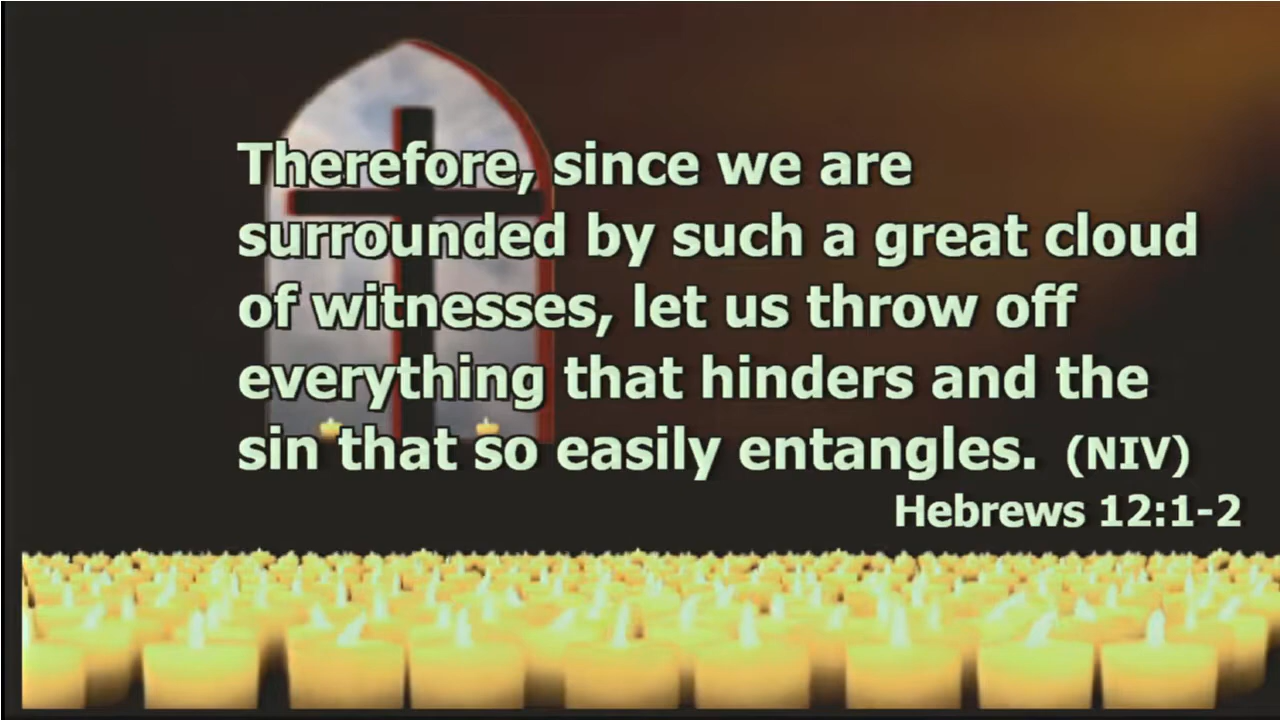 Therefore, since we are
surrounded by such a great cloud
of witnesses, let us throw off
everything that hinders and the
sin that so easily entangles. (NIV)
Hebrews 12:1-2